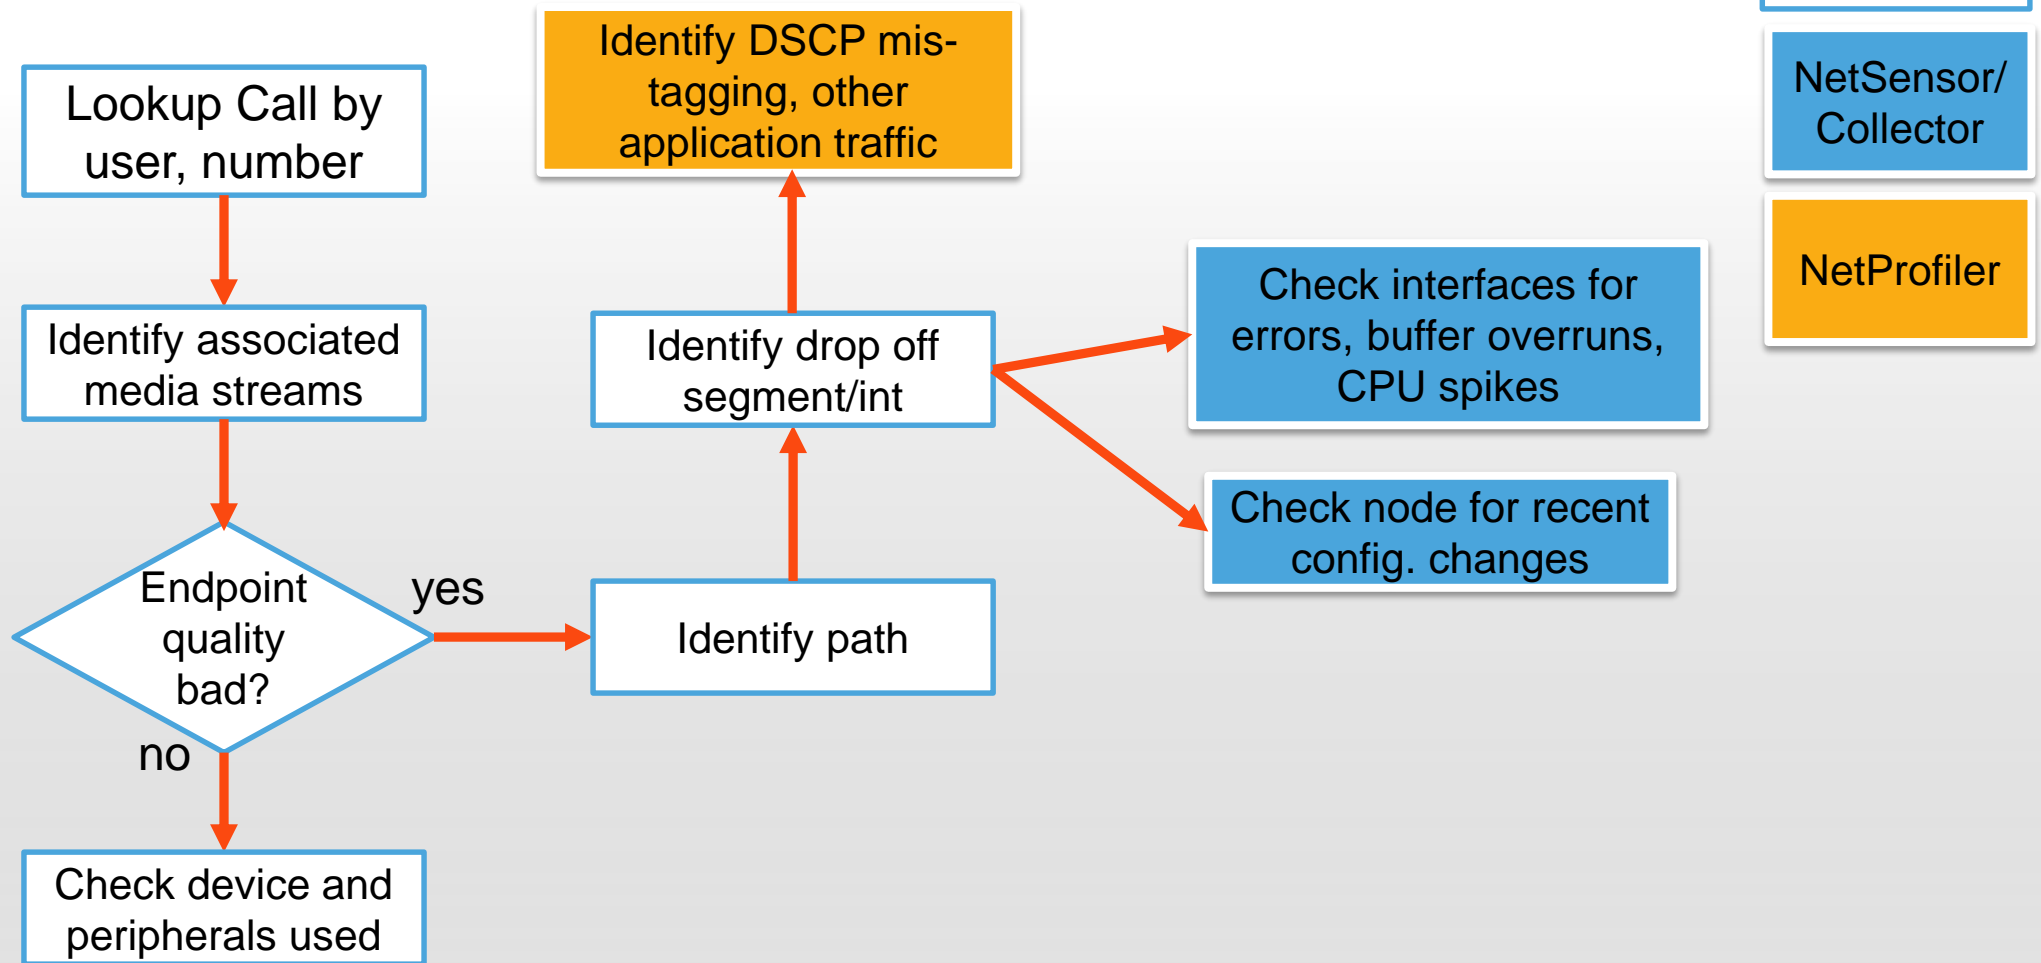 Lookup Call by
user, number
Identify associated
media streams
Endpoint
quality
bad?
yes
no
Check device and
peripherals used
Identify path
Identify drop off
segment/int
Identify DSCP mis-
tagging, other
application traffic
Check interfaces for
errors, buffer overruns,
CPU spikes
Check node for recent
config. changes
NetSensor/
Collector
NetProfiler